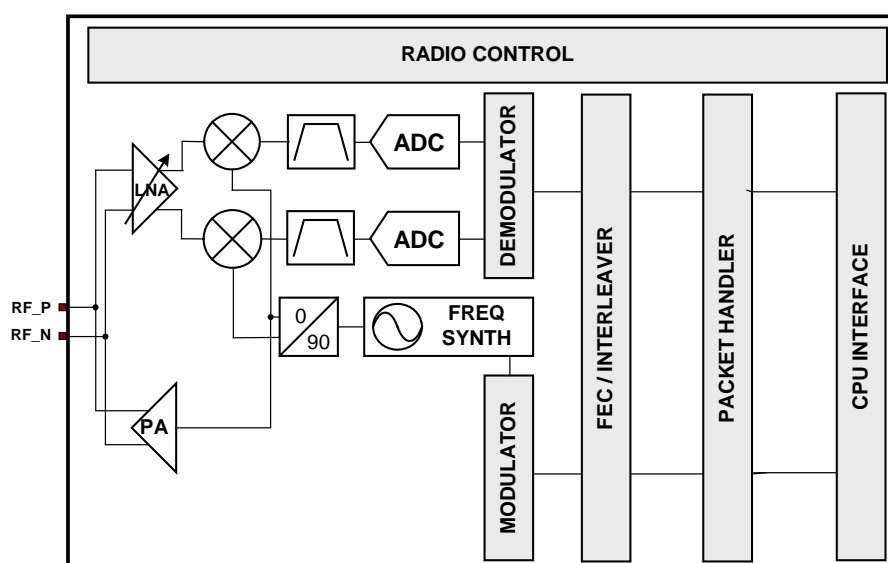 RADIO CONTROL
LNA
ADC
ADC
DEMODULATOR
FEC / INTERLEAVER
PACKET HANDLER
CPU INTERFACE
RF_P
RF_N
0
90
FREQ
SYNTH
PA
MODULATOR